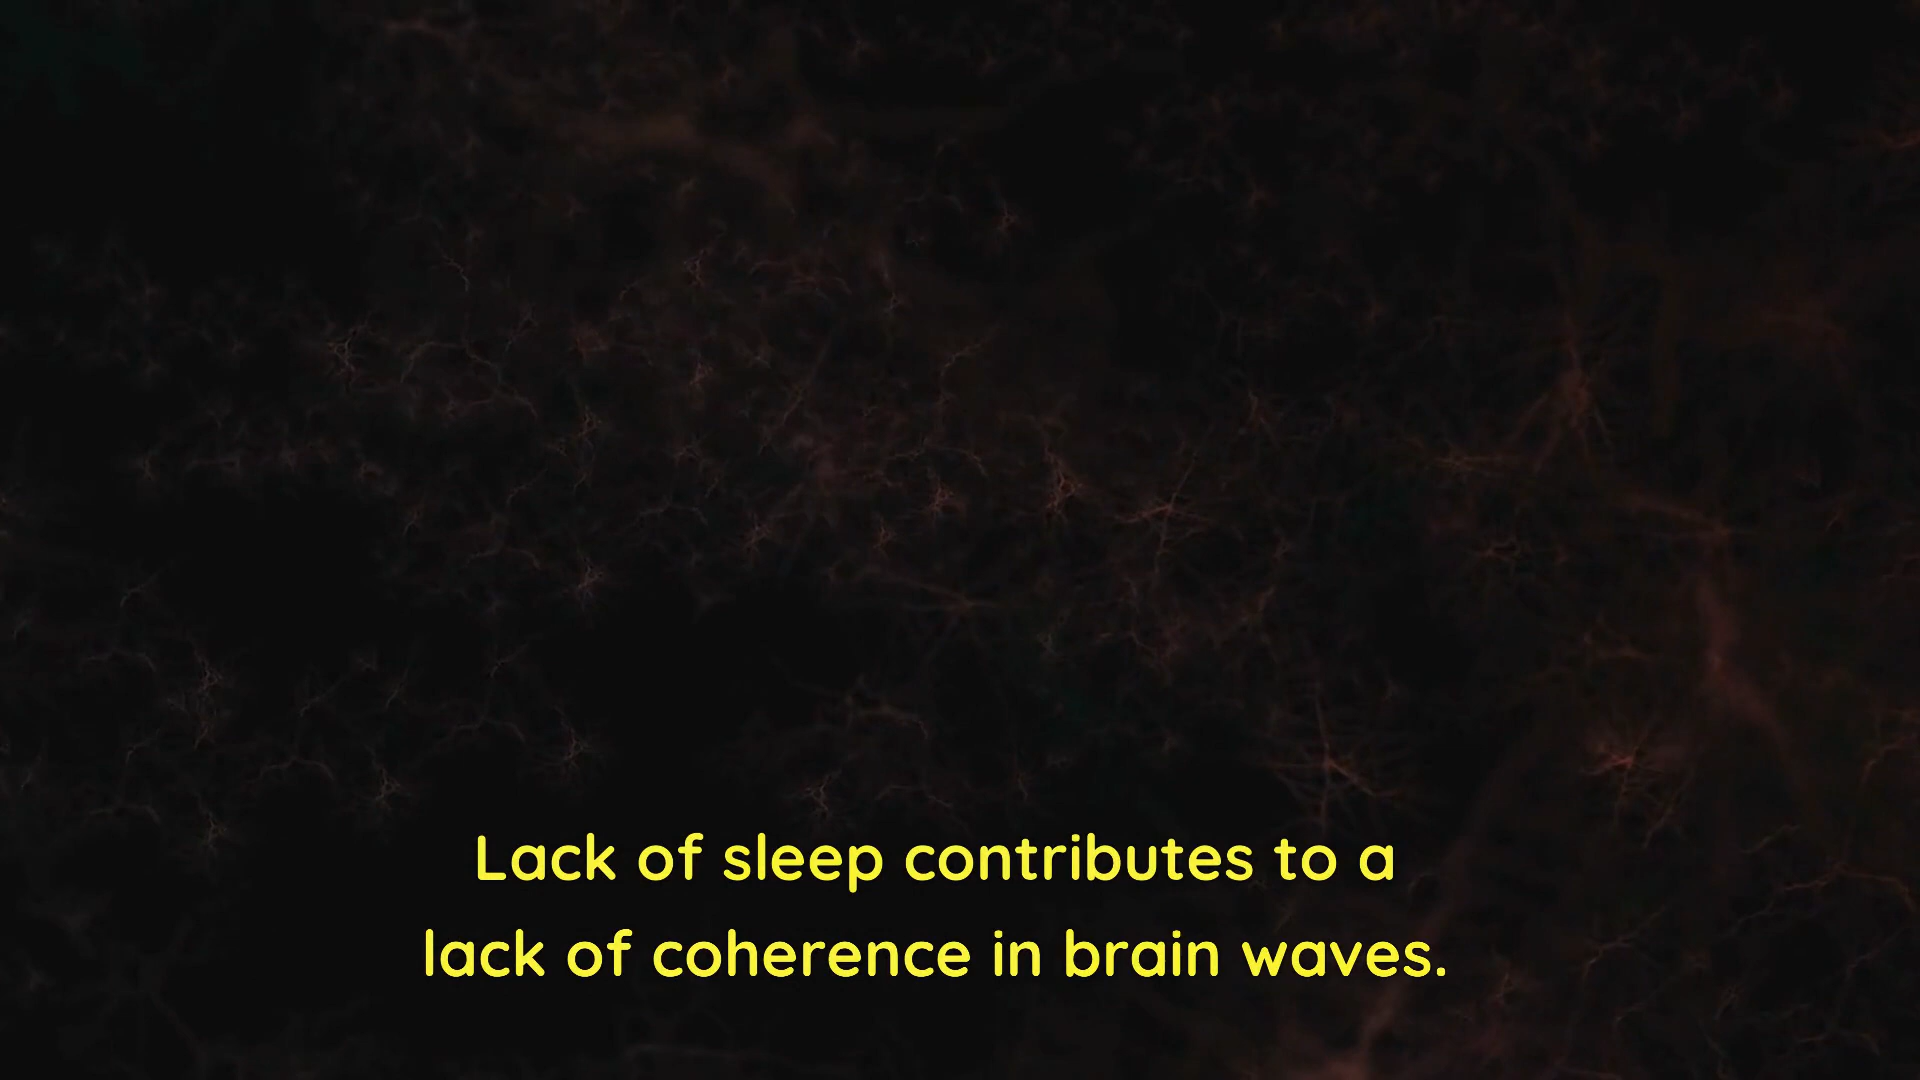 Lack of sleep contributes to a
lack of coherence in brain waves.